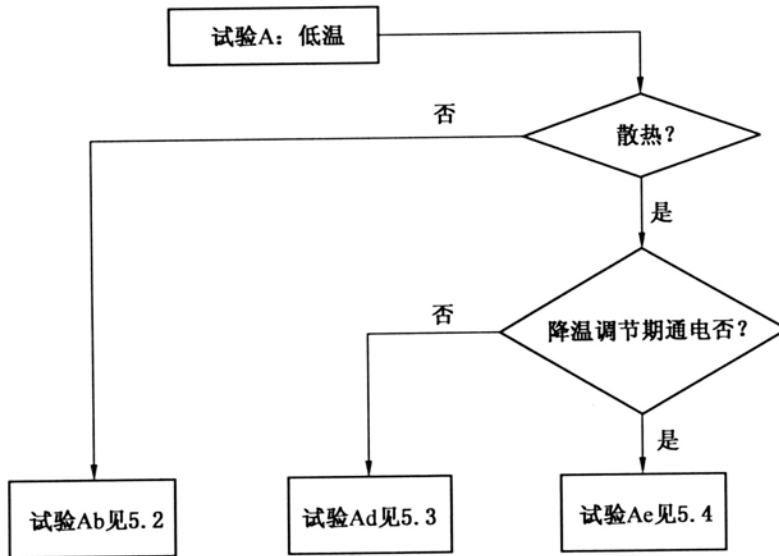 试验A：低温
否
散热？
是
否
降温调节期通电否？
是
试验Ab见5.2
试验Ad见5.3
试验Ae见5.4